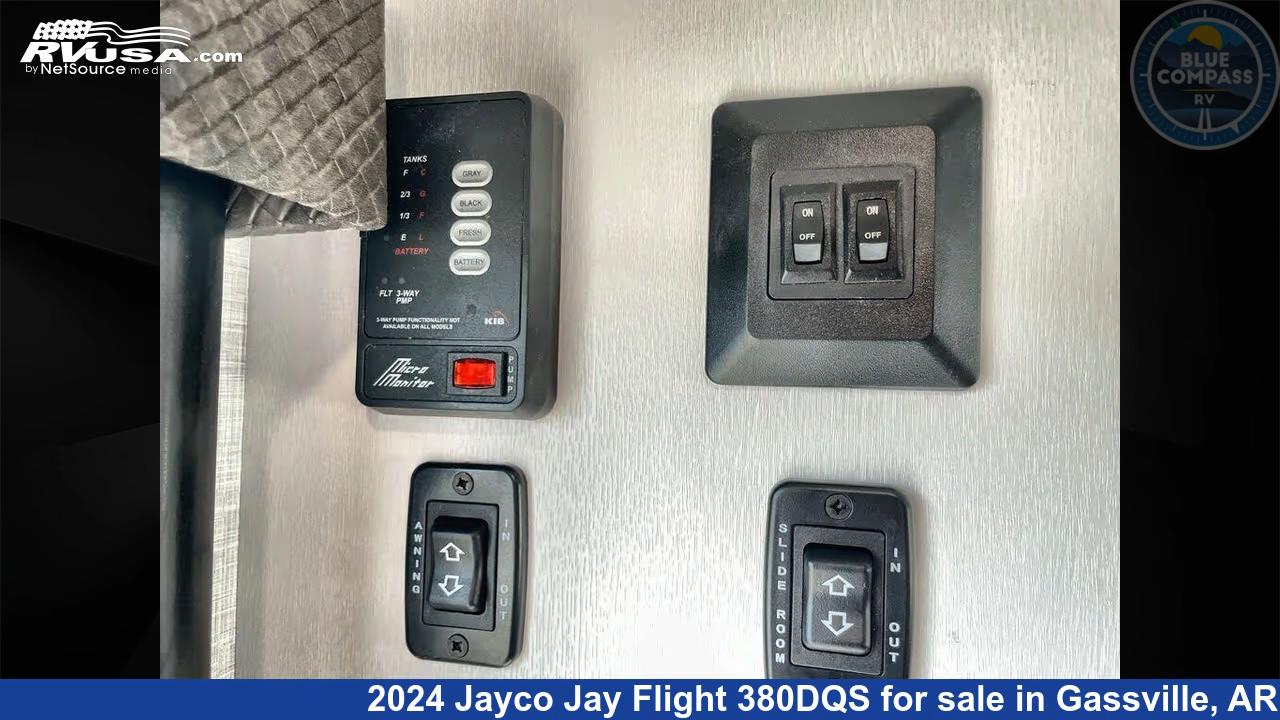 RVUSA.com
by NetSource media
BLUE
COMPASS
RV
TANKS
F C GRAY
2/3 G BLACK
1/3 F FRESH
E L
BATTERY BATTERY
FLT 3-WAY
PMP
3-WAY PUMP FUNCTIONALITY NOT
AVAILABLE ON ALL MODELS
KIB
Micro
Monitor
PUMP
ON ON
OFF OFF
AWNING
IN
OUT
SLIDE ROOM
IN
OUT
2024 Jayco Jay Flight 380DQS for sale in Gassville, AR